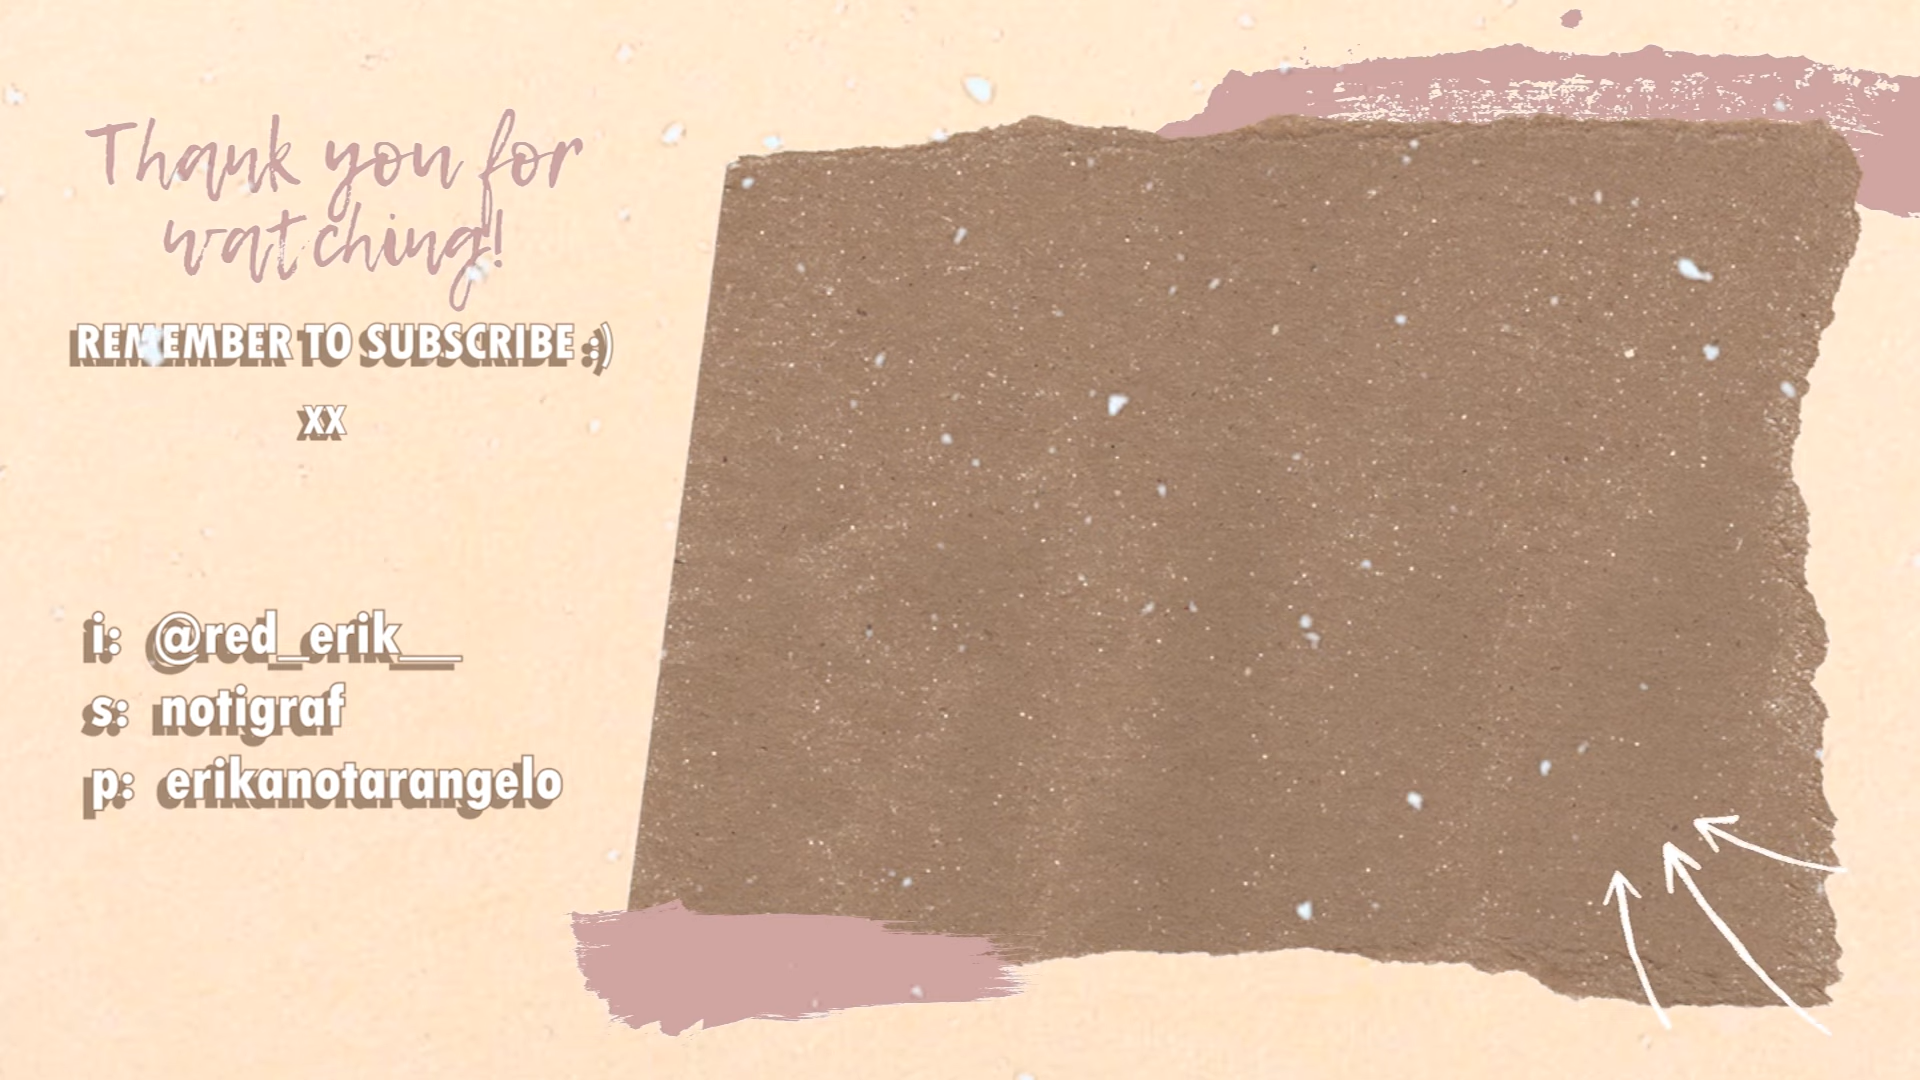 Thank you for
watching!
REMEMBER TO SUBSCRIBE :)
xx
i: @red_erik__
s: notigraf
p: erikanotarangelo